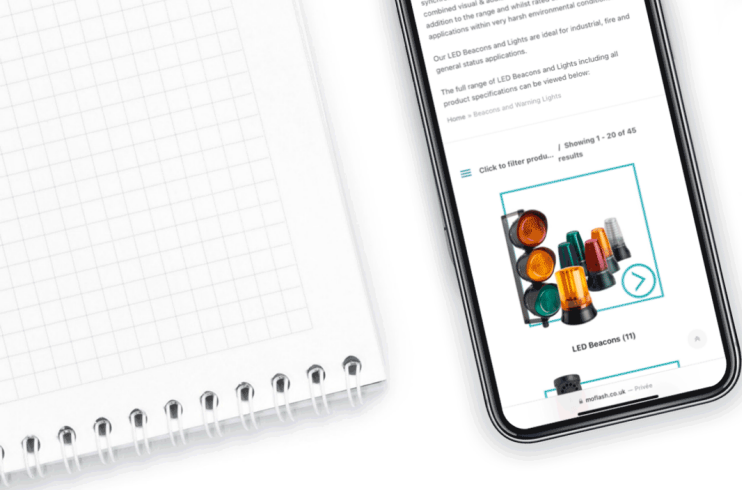 combined visual &
addition to the range and whilst rated
applications within very harsh environmental
Our LED Beacons and Lights are ideal for industrial, fire and
general status applications.
The full range of LED Beacons and Lights including all
product specifications can be viewed below:
Home » Beacons and Warning Lights
Click to filter produ... / Showing 1 - 20 of 45
results
LED Beacons (11)
moflash.co.uk — Privée